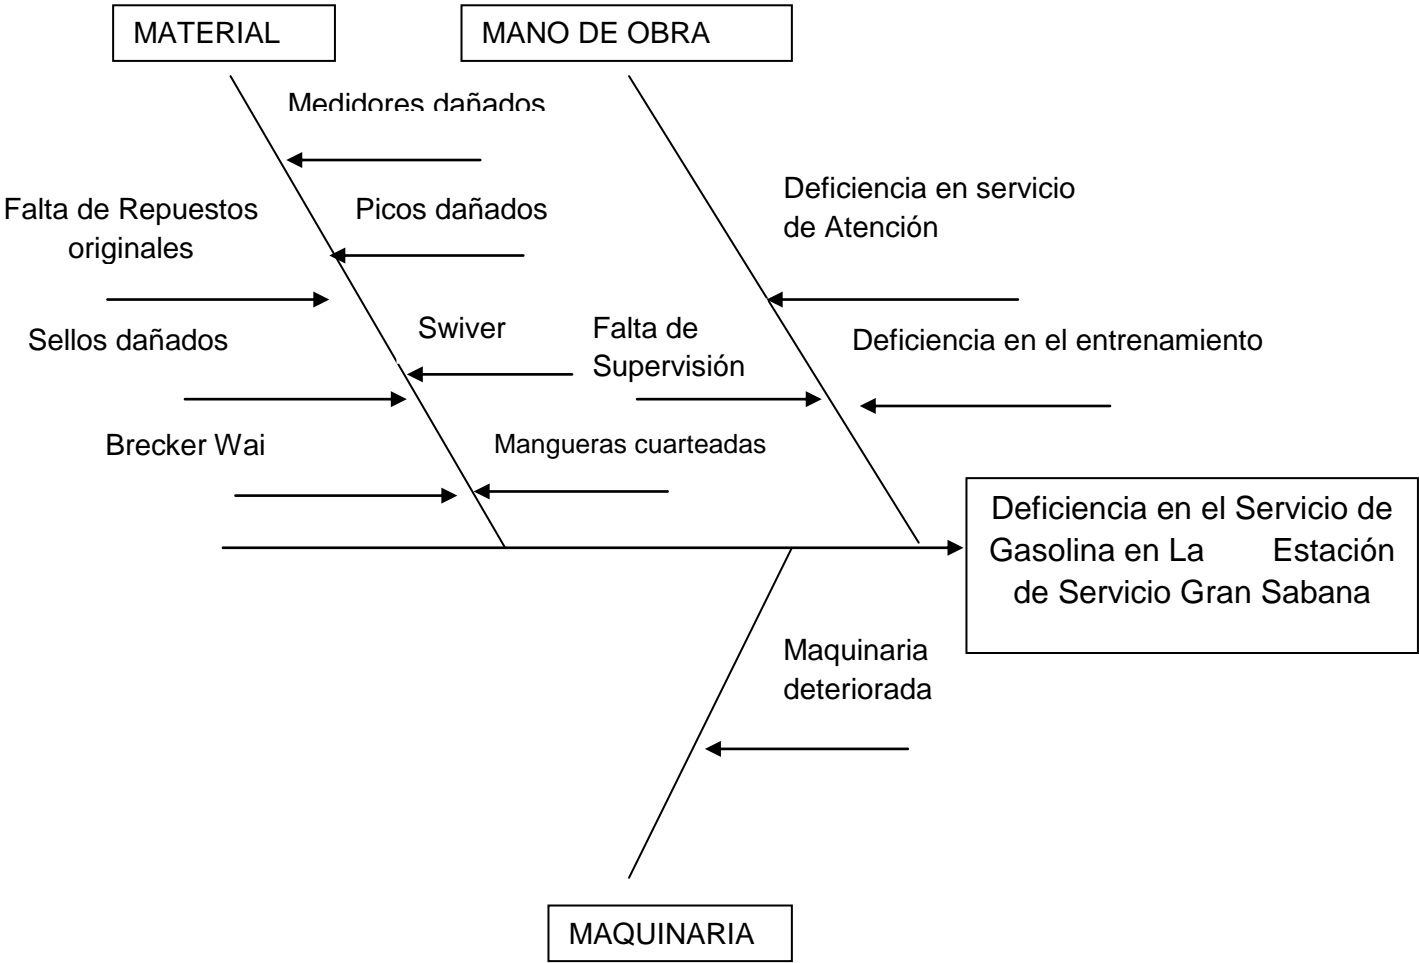 MATERIAL
MANO DE OBRA
Medidores dañados
Deficiencia en servicio
de Atención
Falta de Repuestos
originales
Picos dañados
Sellos dañados
Swiver
Falta de
Supervisión
Deficiencia en el entrenamiento
Brecker Wai
Mangueras cuarteadas
Deficiencia en el Servicio de
Gasolina en La Estación
de Servicio Gran Sabana
Maquinaria
deteriorada
MAQUINARIA